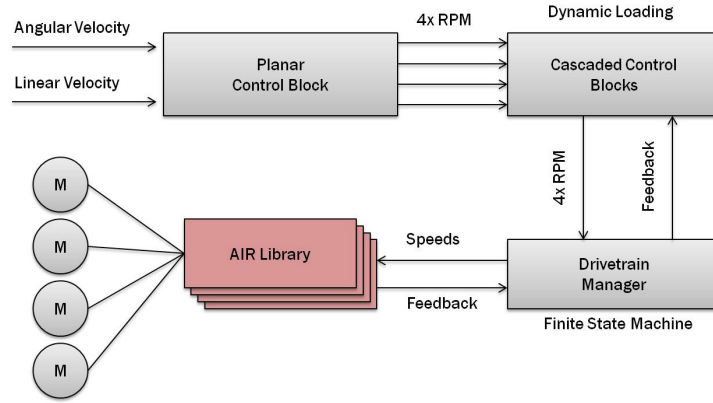 Angular Velocity
Linear Velocity
Planar
Control Block
4x RPM
Dynamic Loading
Cascaded Control
Blocks
4x RPM
Feedback
M
M
M
M
AIR Library
Speeds
Feedback
Drivetrain
Manager
Finite State Machine